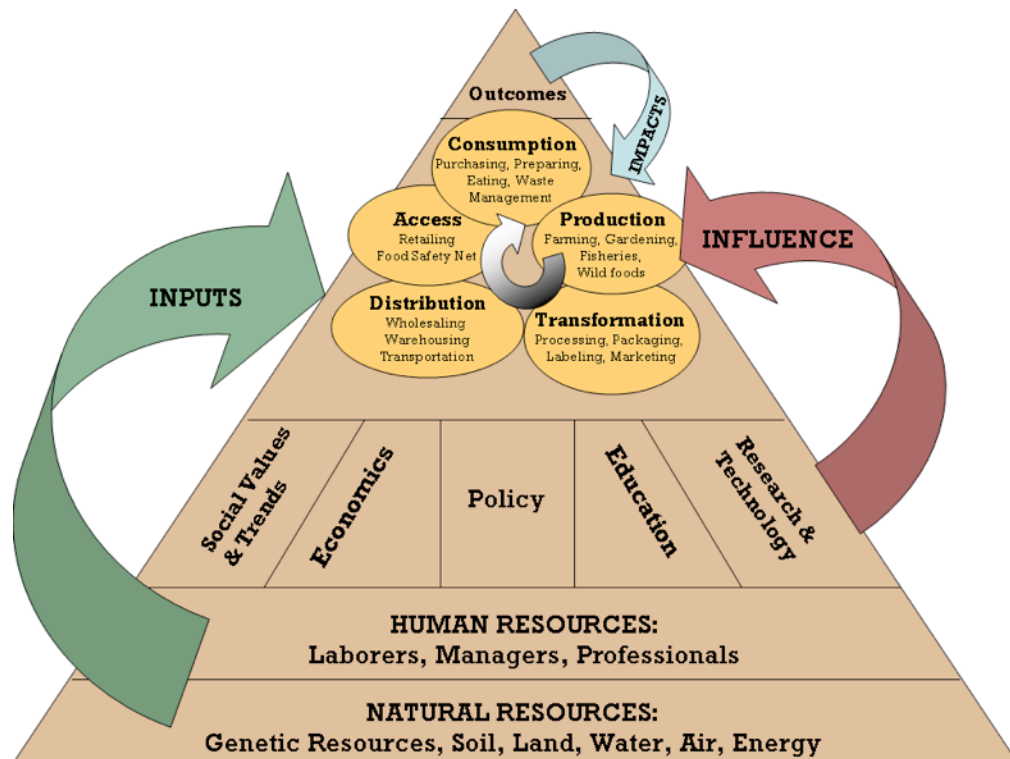 Outcomes
IMPACTS
Consumption
Purchasing, Preparing,
Eating, Waste
Management
Access
Retailing
Food Safety Net
Production
Farming, Gardening,
Fisheries,
Wild foods
INFLUENCE
INPUTS
Distribution
Wholesaling
Warehousing
Transportation
Transformation
Processing, Packaging,
Labeling, Marketing
Social Values
& Trends
Economics
Policy
Education
Research &
Technology
HUMAN RESOURCES:
Laborers, Managers, Professionals
NATURAL RESOURCES:
Genetic Resources, Soil, Land, Water, Air, Energy